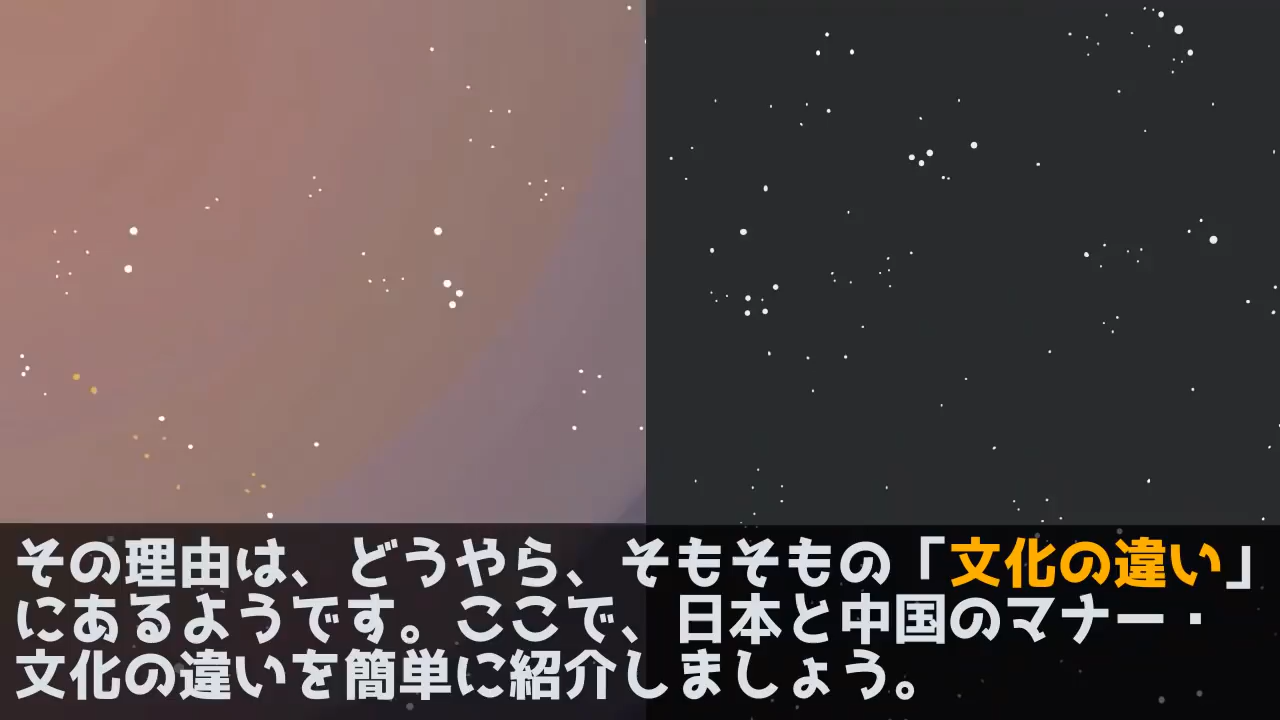 その理由は、どうやら、そもそもの「文化の違い」
にあるようです。ここで、日本と中国のマナー・
文化の違いを簡単に紹介しましょう。